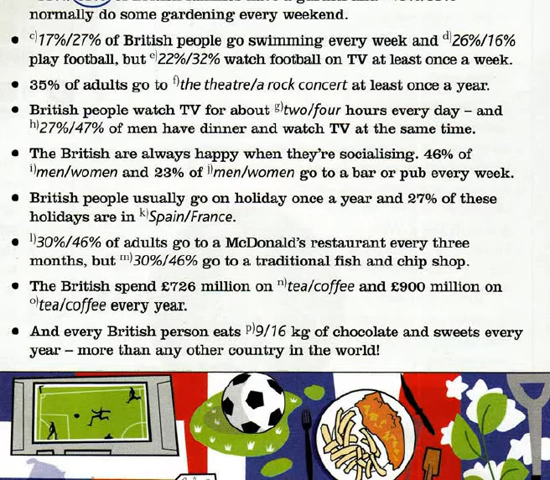 normally do some gardening every weekend.
• c)17%/27% of British people go swimming every week and d)26%/16%
play football, but e)22%/32% watch football on TV at least once a week.
• 35% of adults go to f)the theatre/a rock concert at least once a year.
• British people watch TV for about g)two/four hours every day – and
h)27%/47% of men have dinner and watch TV at the same time.
• The British are always happy when they're socialising. 46% of
i)men/women and 23% of j)men/women go to a bar or pub every week.
• British people usually go on holiday once a year and 27% of these
holidays are in k)Spain/France.
• l)30%/46% of adults go to a McDonald's restaurant every three
months, but m)30%/46% go to a traditional fish and chip shop.
• The British spend £726 million on n)tea/coffee and £900 million on
o)tea/coffee every year.
• And every British person eats p)9/16 kg of chocolate and sweets every
year – more than any other country in the world!